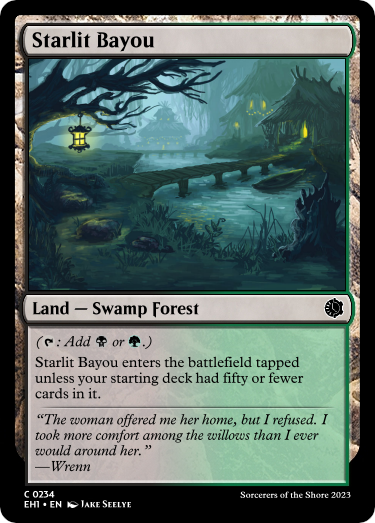 Starlit Bayou
Land — Swamp Forest
(: Add or .)
Starlit Bayou enters the battlefield tapped
unless your starting deck had fifty or fewer
cards in it.
“The woman offered me her home, but I refused. I
took more comfort among the willows than I ever
would around her.”
—Wrenn
C 0234
EH1 • EN Jake Seelye
Sorcerers of the Shore 2023